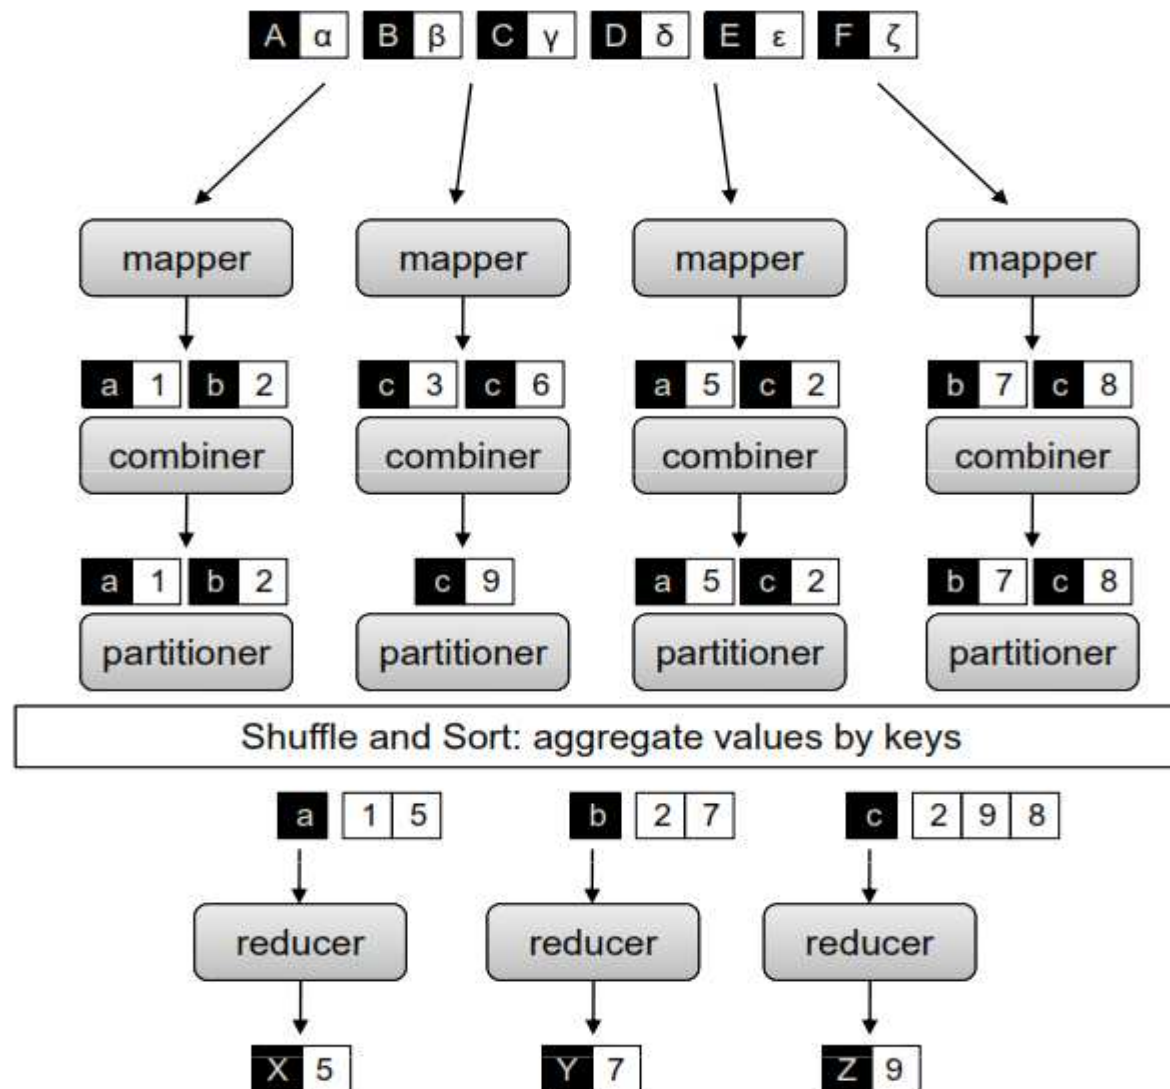 A α B β C γ D δ E ε F ζ
mapper mapper mapper mapper
a 1 b 2 c 3 c 6 a 5 c 2 b 7 c 8
combiner combiner combiner combiner
a 1 b 2 c 9 a 5 c 2 b 7 c 8
partitioner partitioner partitioner partitioner
Shuffle and Sort: aggregate values by keys
a 1 5 b 2 7 c 2 9 8
reducer reducer reducer
X 5 Y 7 Z 9